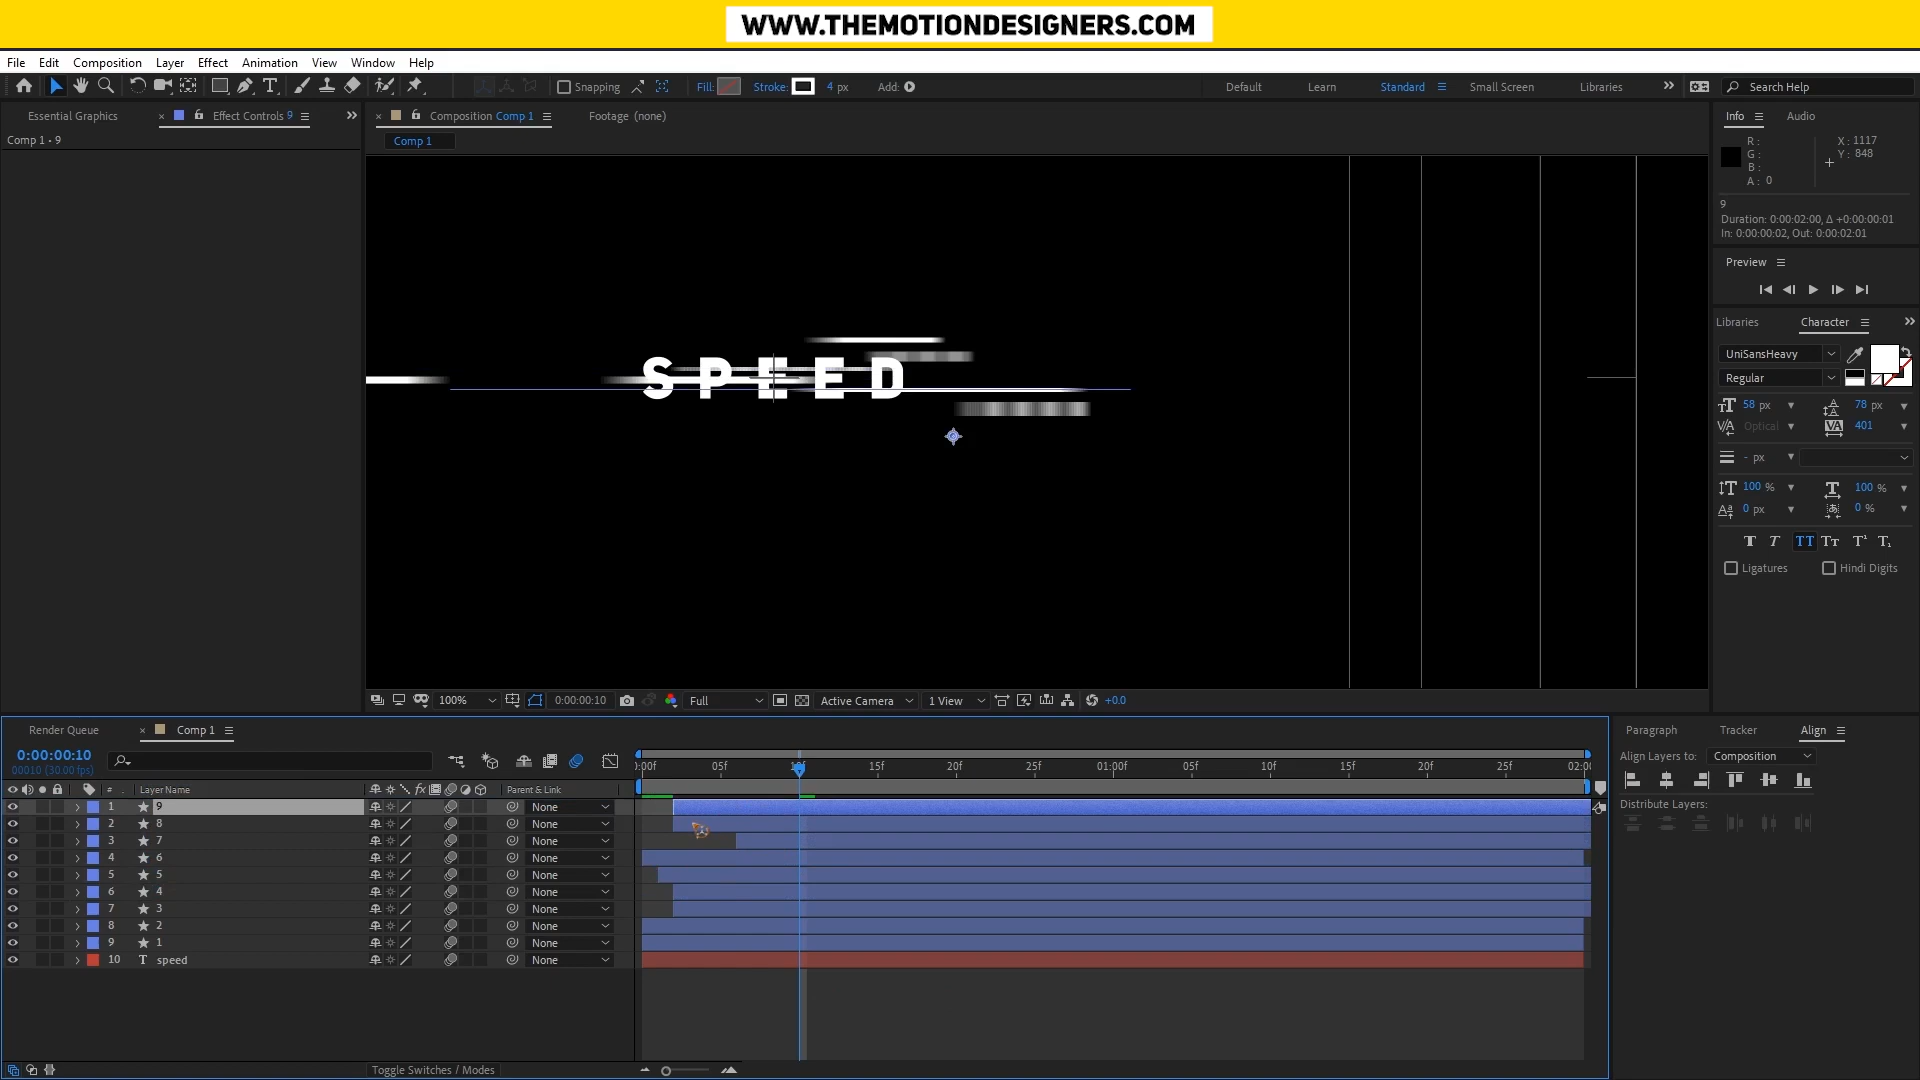 WWW.THEMOTIONDESIGNERS.COM
File Edit Composition Layer Effect Animation View Window Help
Snapping Fill: Stroke: 4 px Add: Default Learn Standard Small Screen Libraries Search Help
Essential Graphics Effect Controls 9 Composition Comp 1 Footage (none) Info Audio
Comp 1 • 9 Comp 1
R: X: 1117
G: Y: 848
B:
A: 0
9
Duration: 0:00:02:00, Δ +0:00:00:01
In: 0:00:00:02, Out: 0:00:02:01
Preview
Libraries Character
UniSansHeavy
Regular
58 px 78 px
Optical 401
- px
100 % 100 %
0 px 0 %
TT
Ligatures Hindi Digits
SPEED
100% 0:00:00:10 Full Active Camera 1 View +0.0
Render Queue Comp 1 Paragraph Tracker Align
0:00:00:10
00010 (30.00 fps)
Align Layers to: Composition
Distribute Layers:
:00f 05f 15f 20f 25f 01:00f 05f 10f 15f 20f 25f 02:0
# Layer Name Parent & Link
1 9 None
2 8 None
3 7 None
4 6 None
5 5 None
6 4 None
7 3 None
8 2 None
9 1 None
10 T speed None
Toggle Switches / Modes